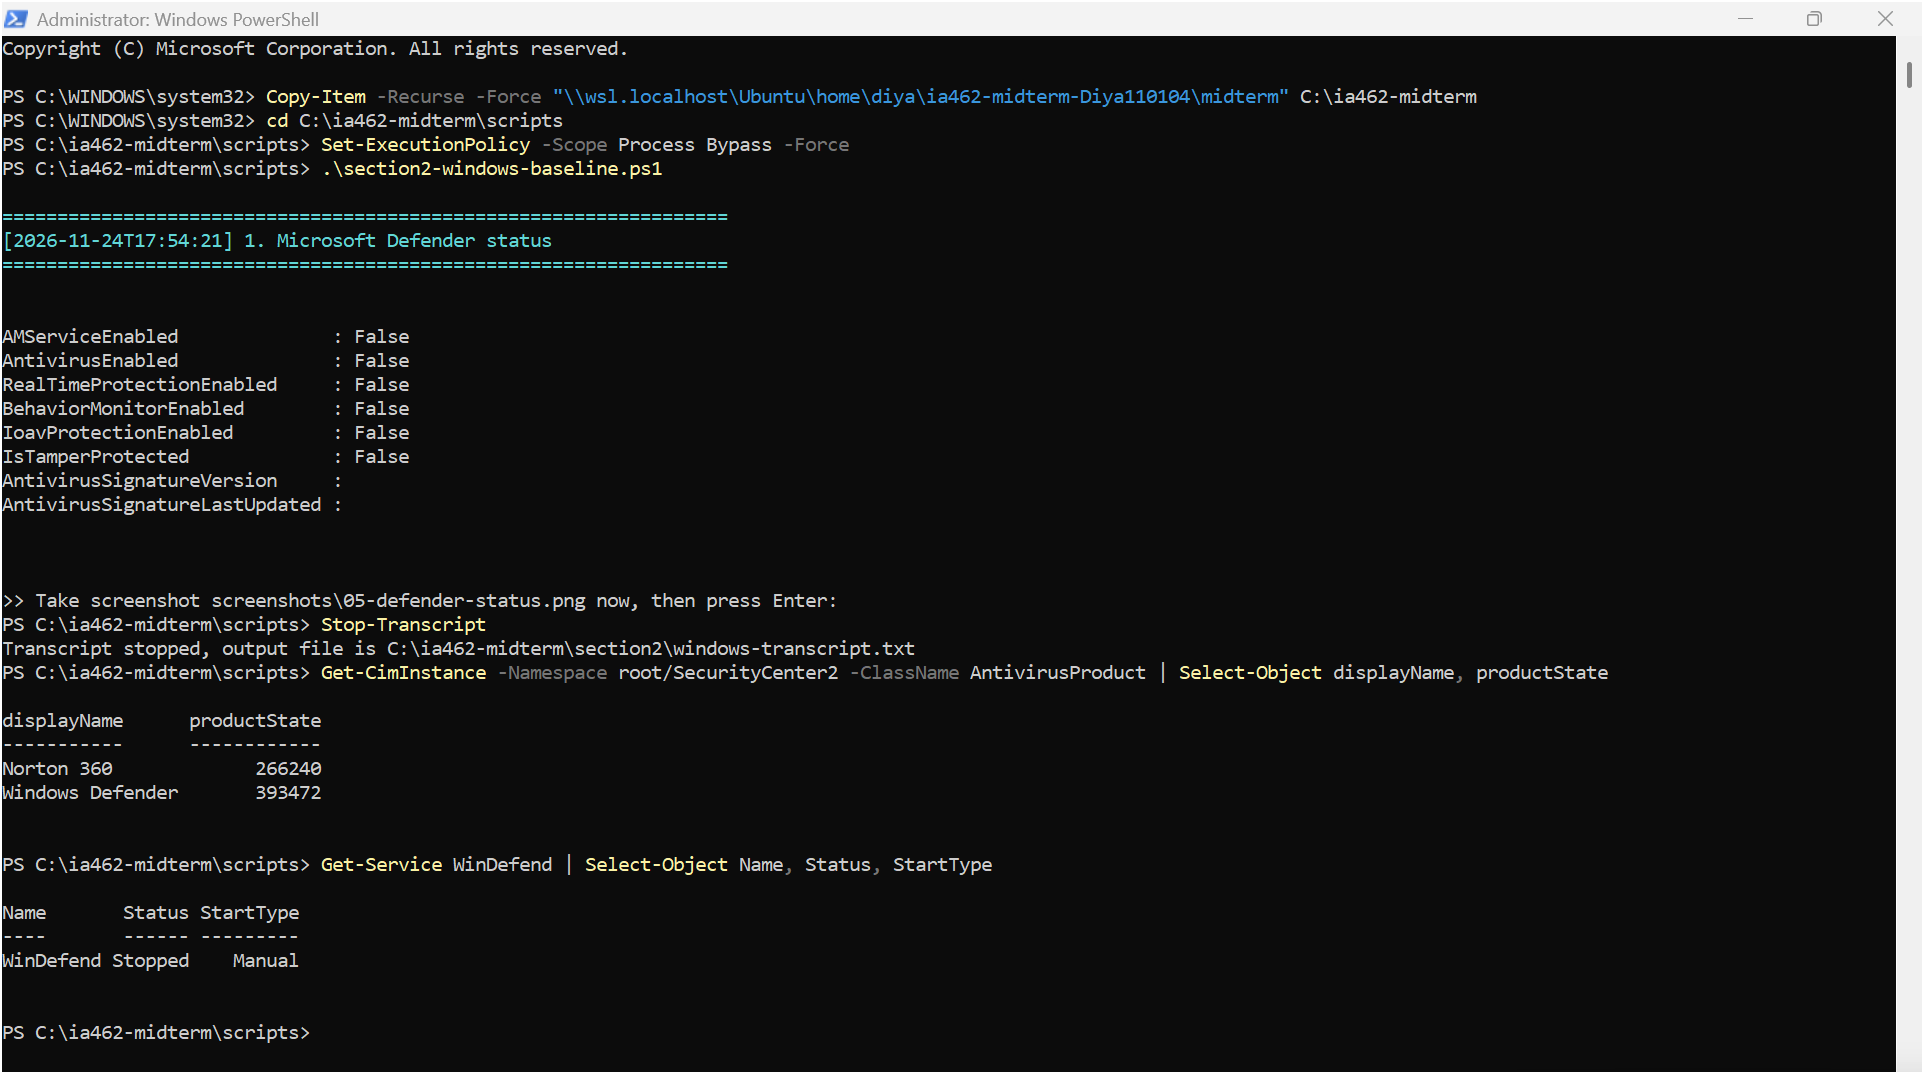 Administrator: Windows PowerShell
Copyright (C) Microsoft Corporation. All rights reserved.
PS C:\WINDOWS\system32> Copy-Item -Recurse -Force "\\wsl.localhost\Ubuntu\home\diya\ia462-midterm-Diya110104\midterm" C:\ia462-midterm
PS C:\WINDOWS\system32> cd C:\ia462-midterm\scripts
PS C:\ia462-midterm\scripts> Set-ExecutionPolicy -Scope Process Bypass -Force
PS C:\ia462-midterm\scripts> .\section2-windows-baseline.ps1
==================================================================
[2026-11-24T17:54:21] 1. Microsoft Defender status
==================================================================
AMServiceEnabled              : False
AntivirusEnabled              : False
RealTimeProtectionEnabled     : False
BehaviorMonitorEnabled        : False
IoavProtectionEnabled         : False
IsTamperProtected             : False
AntivirusSignatureVersion     :
AntivirusSignatureLastUpdated :
>> Take screenshot screenshots\05-defender-status.png now, then press Enter:
PS C:\ia462-midterm\scripts> Stop-Transcript
Transcript stopped, output file is C:\ia462-midterm\section2\windows-transcript.txt
PS C:\ia462-midterm\scripts> Get-CimInstance -Namespace root/SecurityCenter2 -ClassName AntivirusProduct | Select-Object displayName, productState
displayName      productState
-----------      ------------
Norton 360             266240
Windows Defender       393472
PS C:\ia462-midterm\scripts> Get-Service WinDefend | Select-Object Name, Status, StartType
Name       Status StartType
----       ------ ---------
WinDefend Stopped    Manual
PS C:\ia462-midterm\scripts>